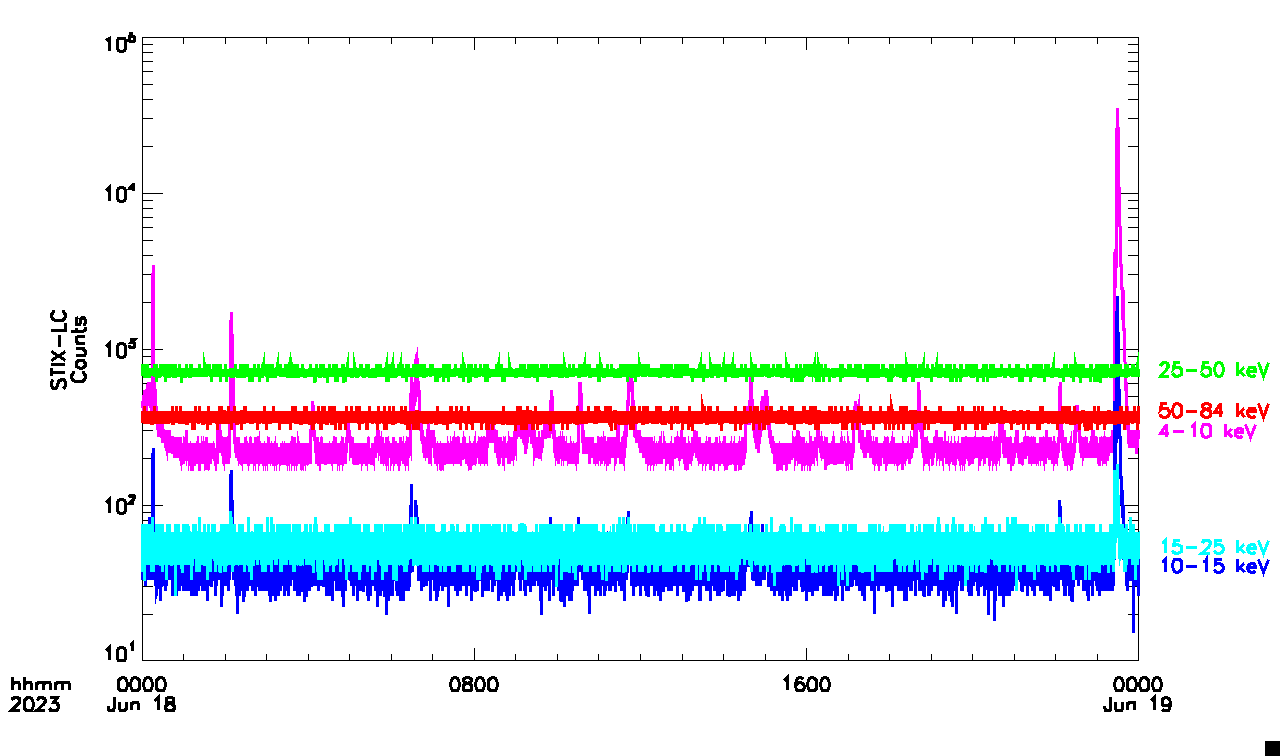 10⁶
10⁴
10³
10²
10¹
STIX-LC
Counts
25-50 keV
50-84 keV
4-10 keV
15-25 keV
10-15 keV
hhmm 0000 0800 1600 0000
2023 Jun 18 Jun 19